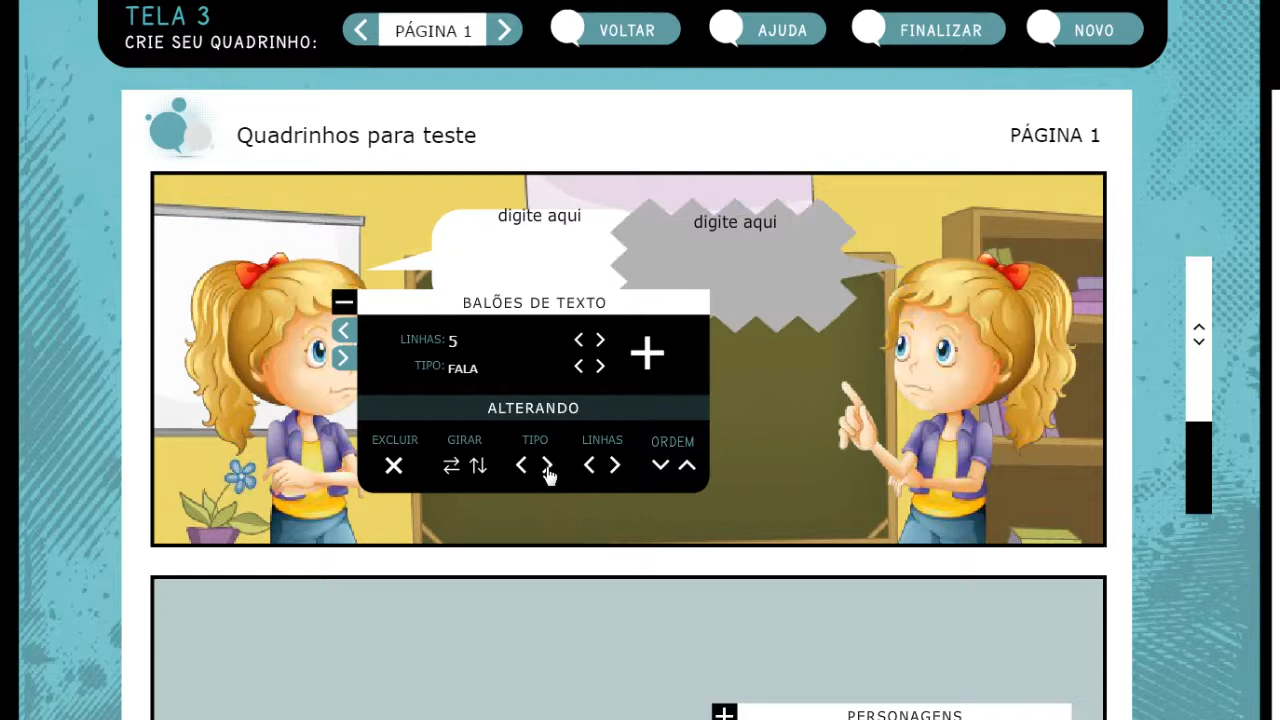 TELA 3
CRIE SEU QUADRINHO:
PÁGINA 1
VOLTAR
AJUDA
FINALIZAR
NOVO
Quadrinhos para teste
PÁGINA 1
digite aqui
digite aqui
BALÕES DE TEXTO
LINHAS: 5
TIPO: FALA
ALTERANDO
EXCLUIR GIRAR TIPO LINHAS ORDEM
PERSONAGENS